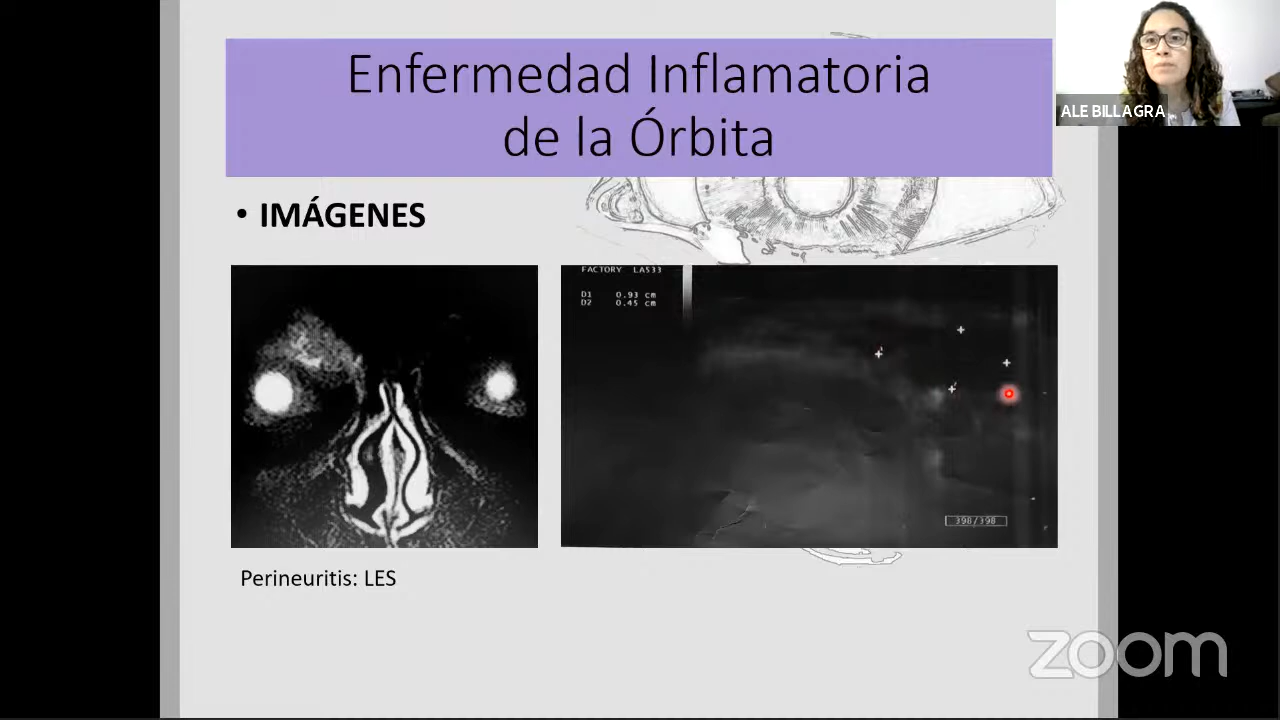 Enfermedad Inflamatoria
de la Órbita
ALE BILLAGRA
• IMÁGENES
FACTORY LA533
D1 0.93 cm
D2 0.45 cm
398/398
Perineuritis: LES
zoom